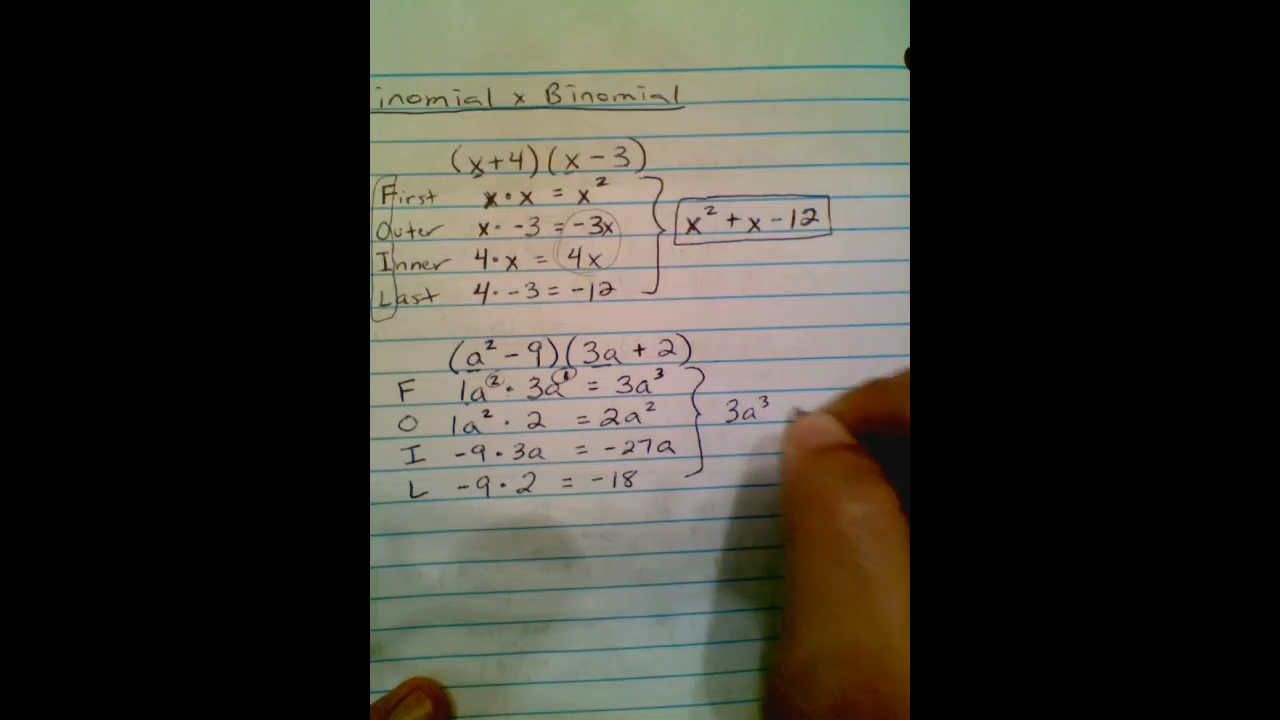 inomial x Binomial
(x+4)(x-3)
First x·x = x²
Outer x·-3 = -3x
Inner 4·x = 4x
Last 4·-3 = -12
x² + x - 12
(a² - 9)(3a + 2)
F 1a²·3a¹ = 3a³
O 1a²·2 = 2a²
I -9·3a = -27a
L -9·2 = -18
3a³